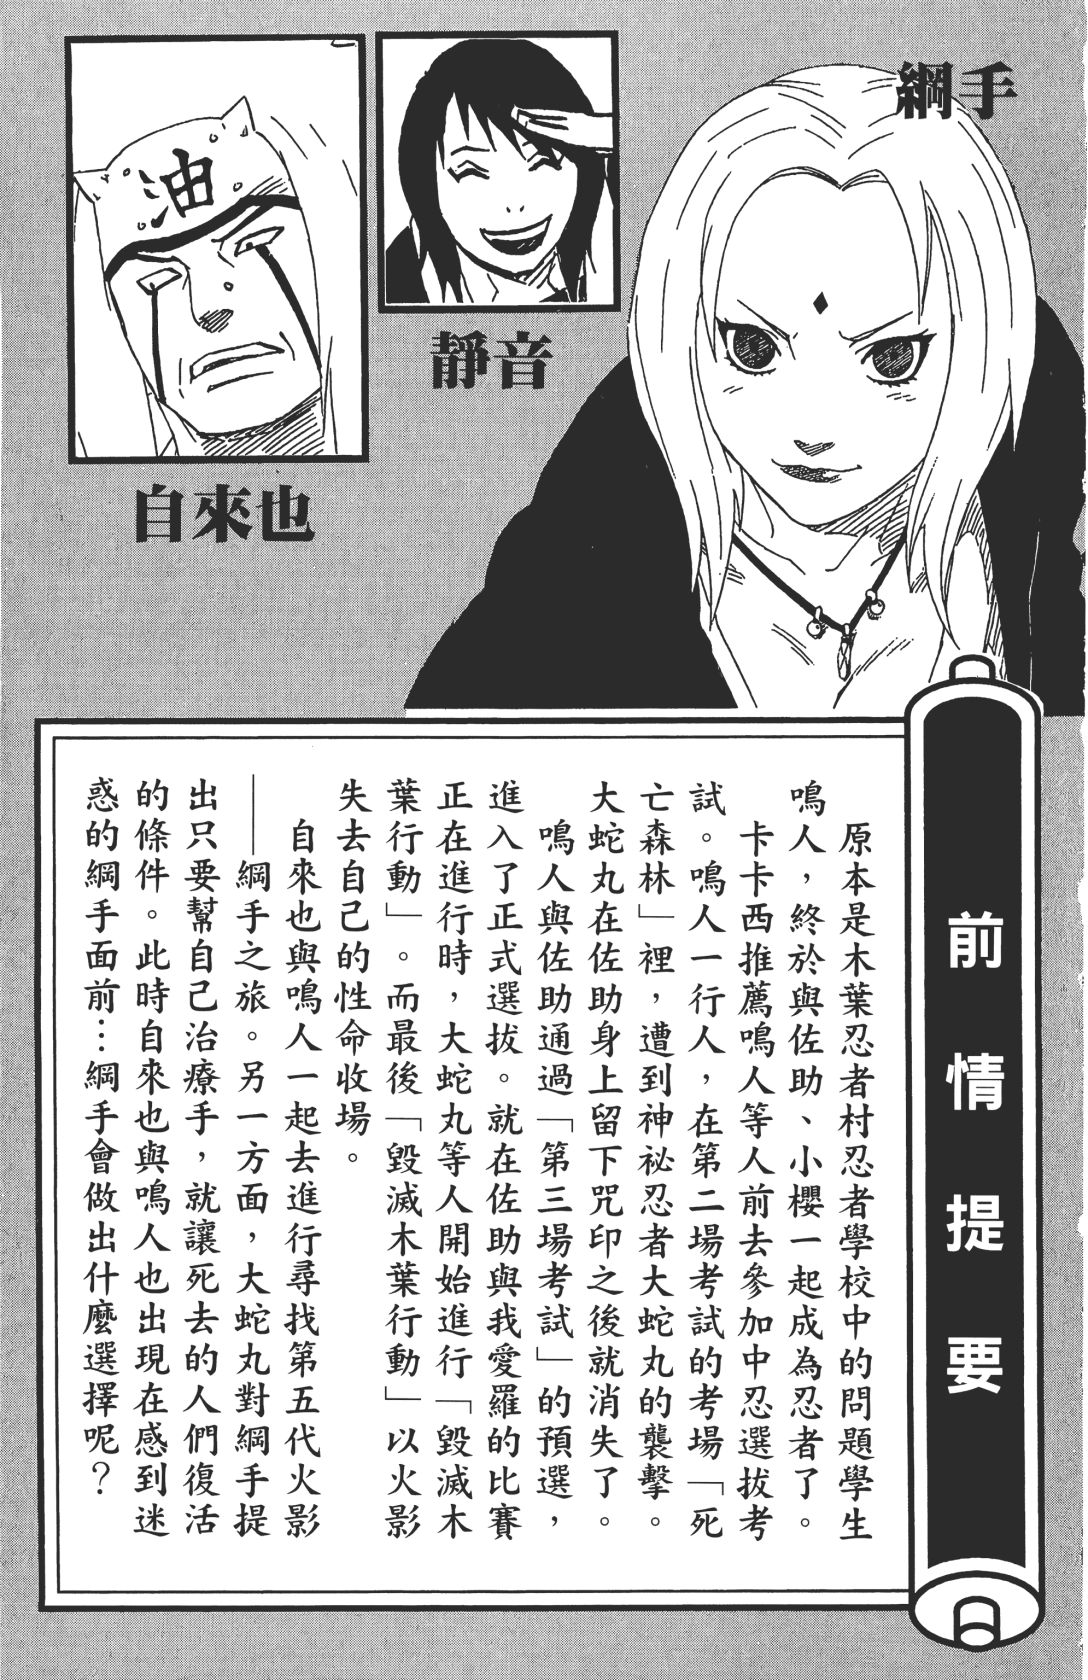 綱手
靜音
自來也
油
前情提要
原本是木葉忍者村忍者學校中的問題學生
鳴人，終於與佐助、小櫻一起成為忍者了。
卡卡西推薦鳴人等人前去參加中忍選拔考
試。鳴人一行人，在第二場考試的考場「死
亡森林」裡，遭到神祕忍者大蛇丸的襲擊。
大蛇丸在佐助身上留下咒印之後就消失了。
鳴人與佐助通過「第三場考試」的預選，
進入了正式選拔。就在佐助與我愛羅的比賽
正在進行時，大蛇丸等人開始進行「毀滅木
葉行動」。而最後「毀滅木葉行動」以火影
失去自己的性命收場。
自來也與鳴人一起去進行尋找第五代火影
——綱手之旅。另一方面，大蛇丸對綱手提
出只要幫自己治療手，就讓死去的人們復活
的條件。此時自來也與鳴人也出現在感到迷
惑的綱手面前…綱手會做出什麼選擇呢？